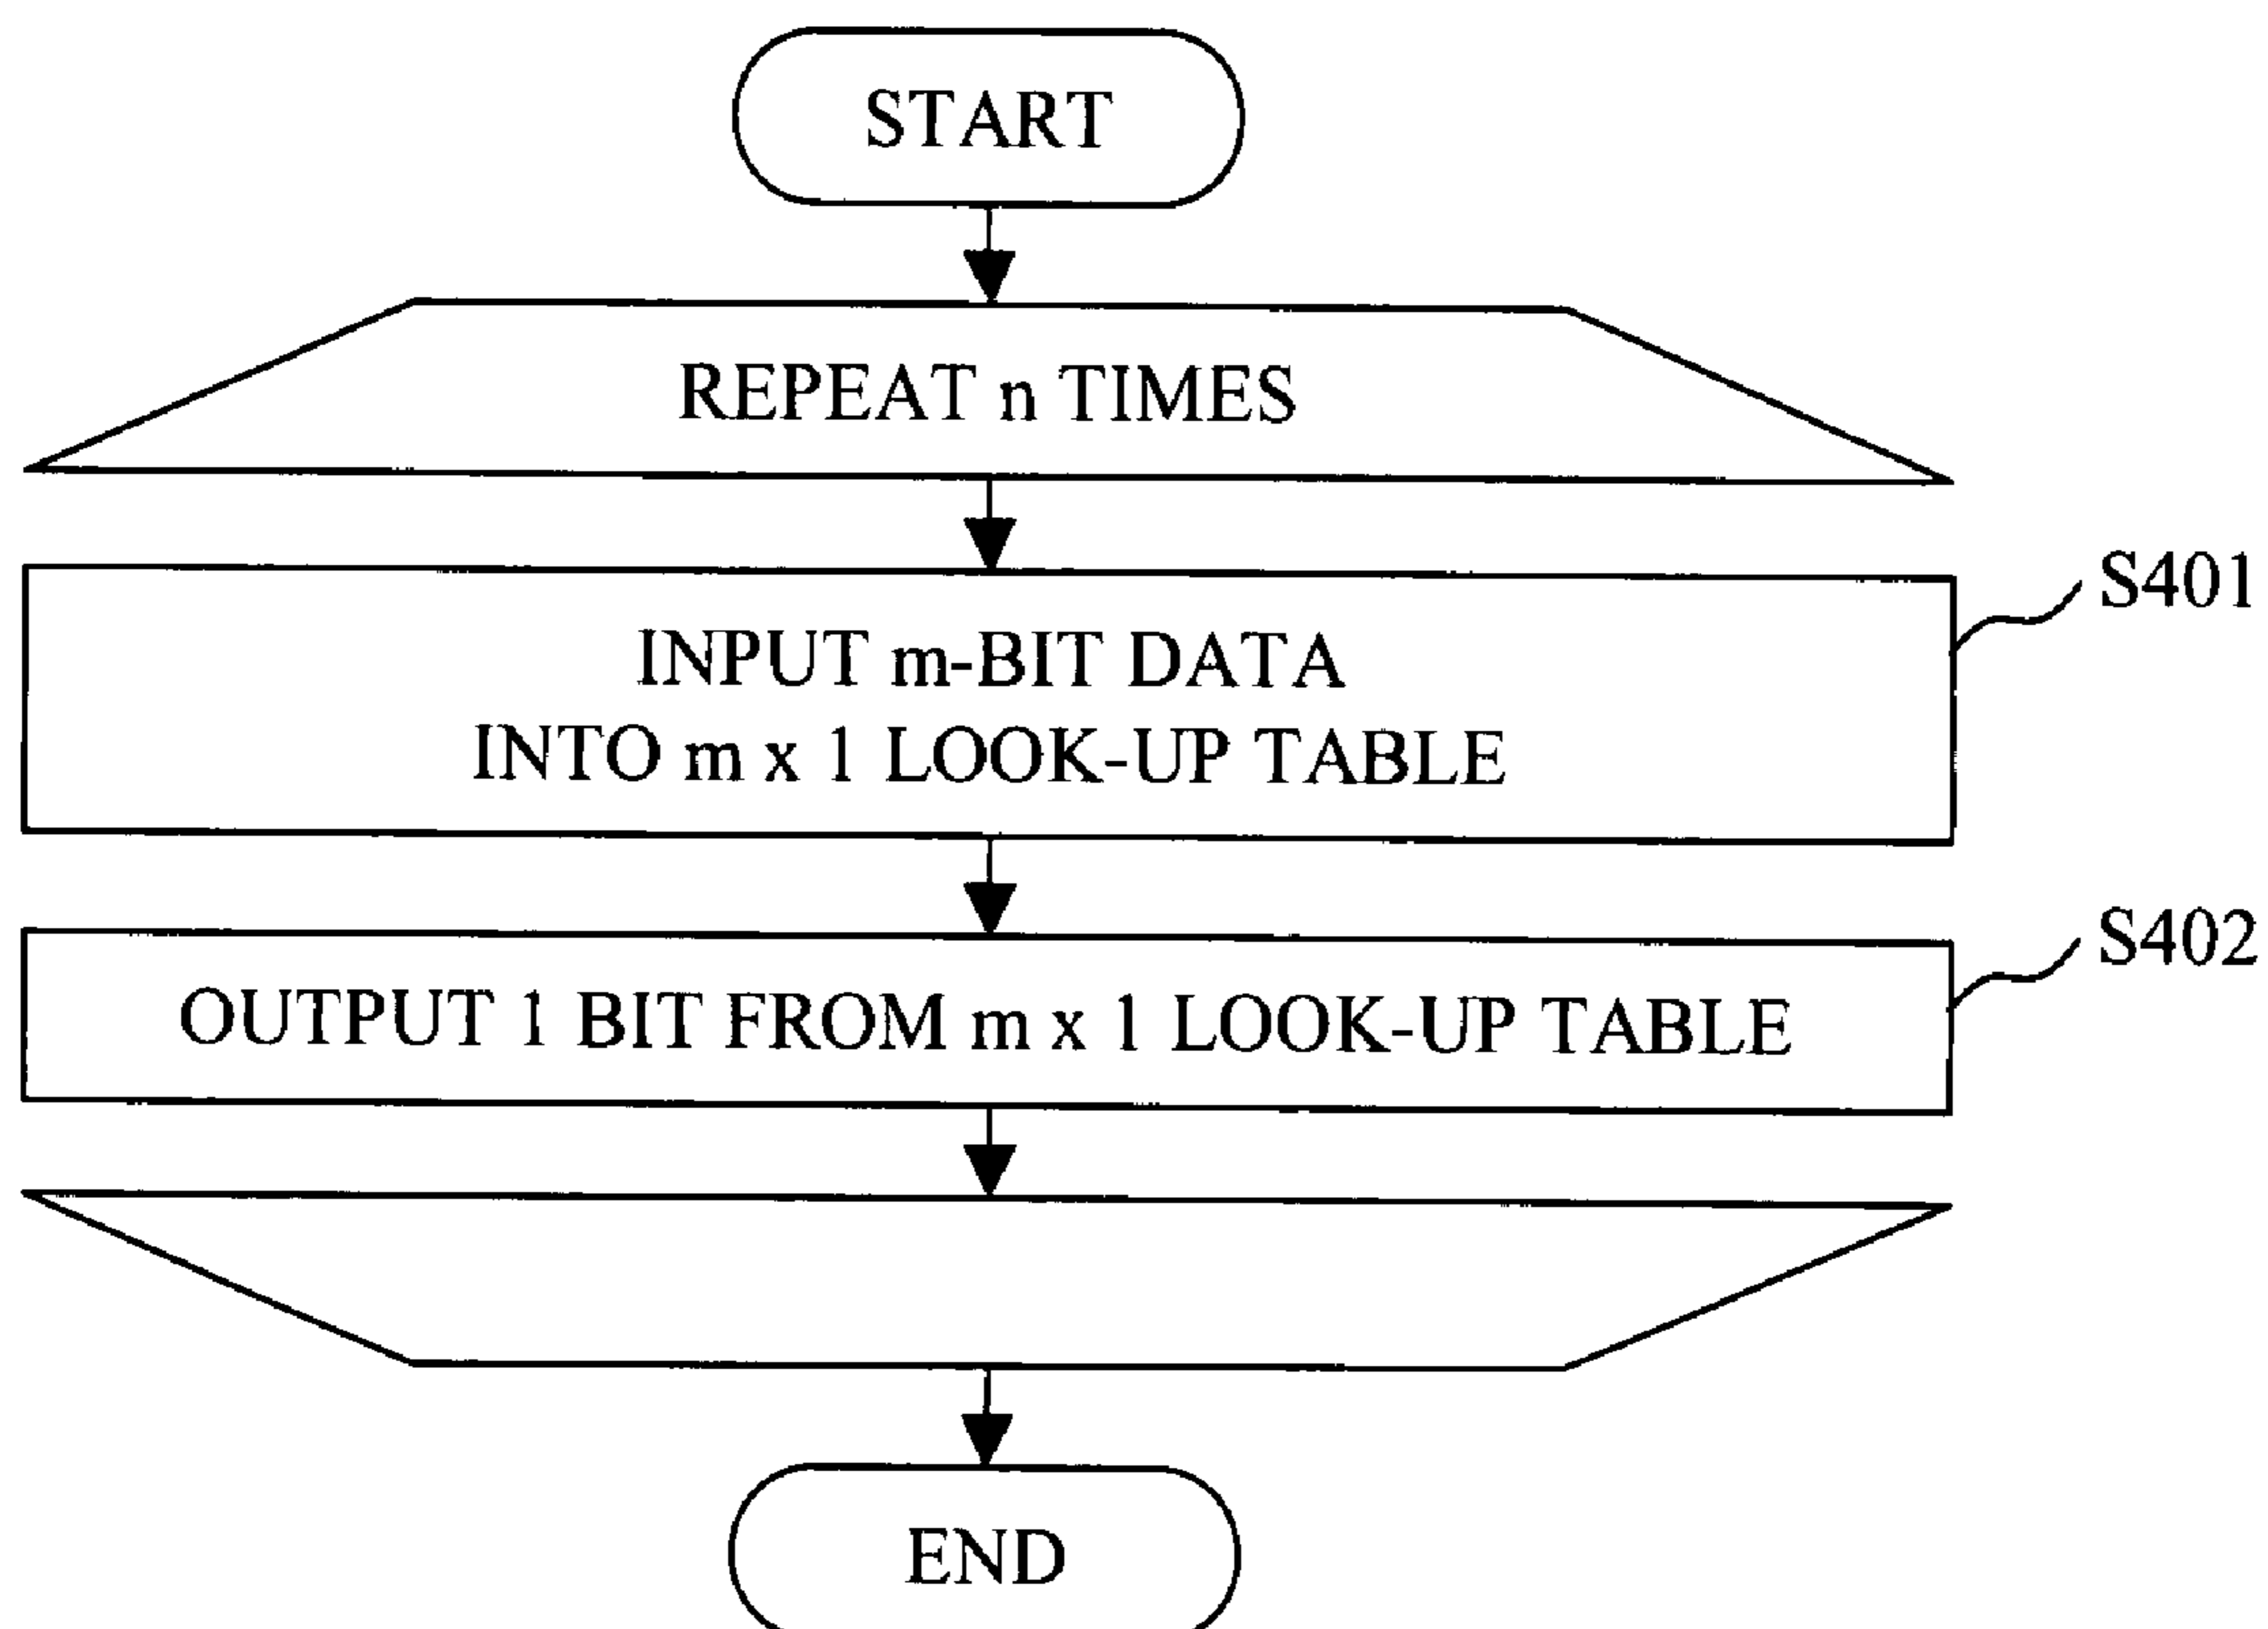 START
REPEAT n TIMES
S401
INPUT m-BIT DATA
INTO m x 1 LOOK-UP TABLE
S402
OUTPUT 1 BIT FROM m x 1 LOOK-UP TABLE
END